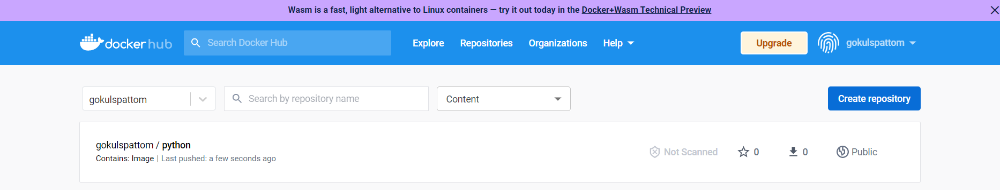 Wasm is a fast, light alternative to Linux containers — try it out today in the Docker+Wasm Technical Preview
dockerhub
Search Docker Hub
Explore
Repositories
Organizations
Help
Upgrade
gokulspattom
gokulspattom
Search by repository name
Content
Create repository
gokulspattom / python
Contains: Image | Last pushed: a few seconds ago
Not Scanned
0
0
Public